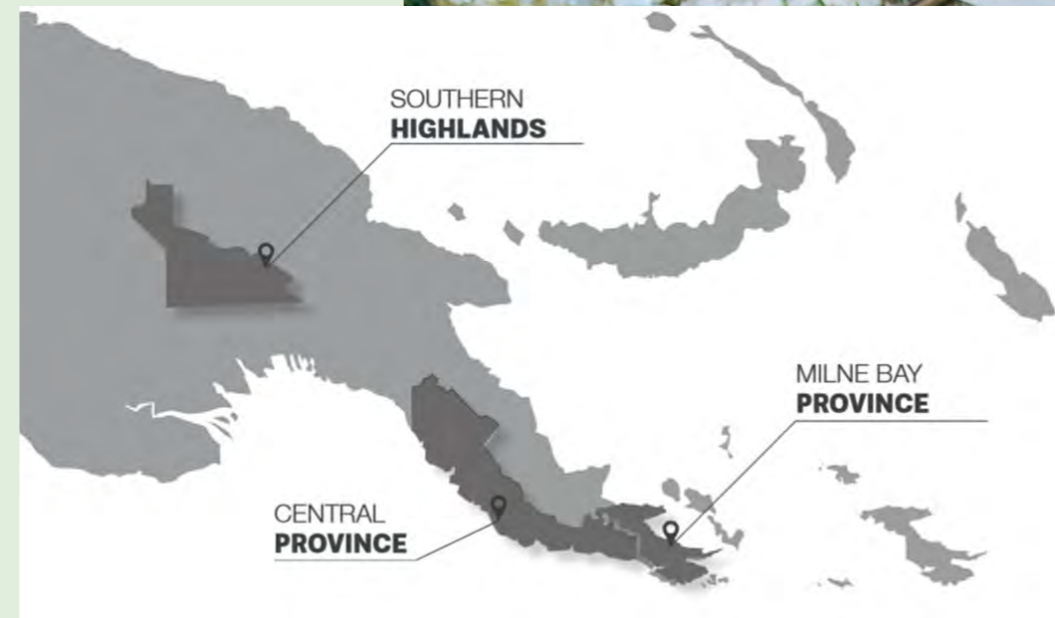 SOUTHERN
HIGHLANDS
MILNE BAY
PROVINCE
CENTRAL
PROVINCE